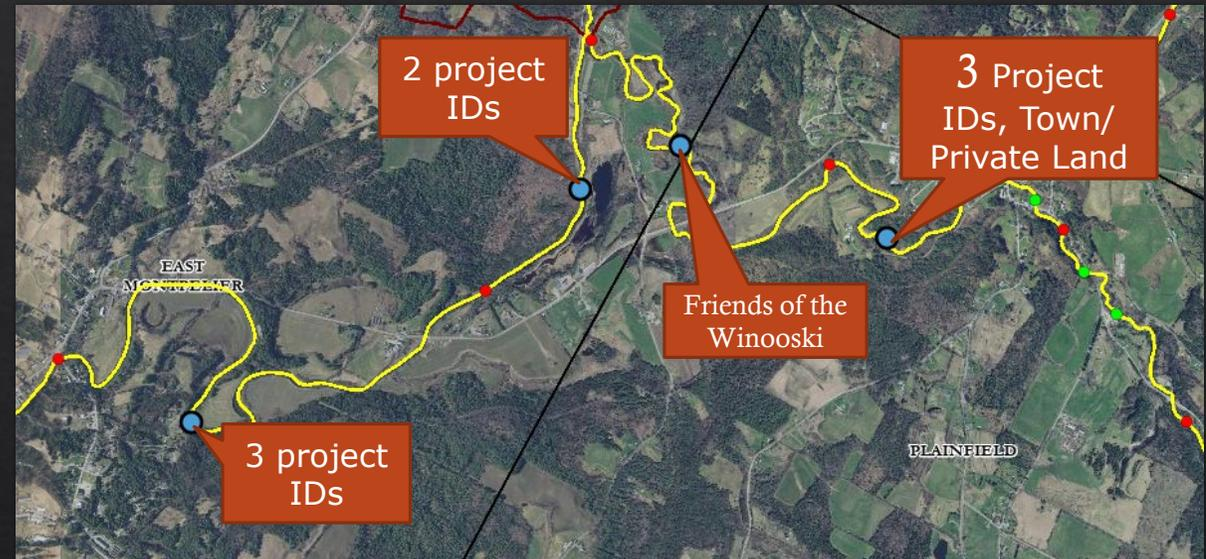 2 project
IDs
3 Project
IDs, Town/
Private Land
Friends of the
Winooski
EAST
MONTPELIER
3 project
IDs
PLAINFIELD